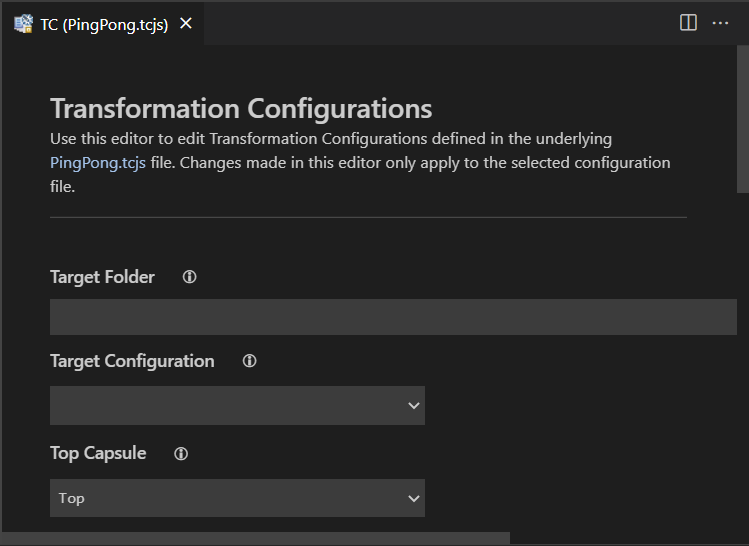 TC (PingPong.tcjs)
Transformation Configurations
Use this editor to edit Transformation Configurations defined in the underlying
PingPong.tcjs file. Changes made in this editor only apply to the selected configuration
file.
Target Folder
Target Configuration
Top Capsule
Top